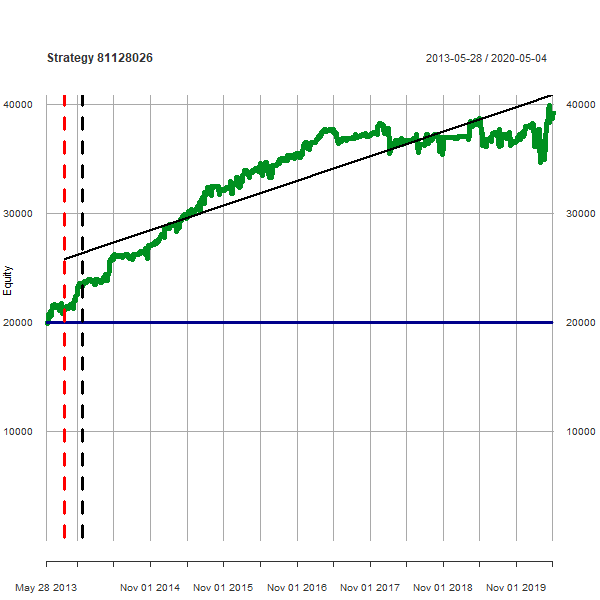 Strategy 81128026
2013-05-28 / 2020-05-04
40000
40000
30000
30000
Equity
20000
20000
10000
10000
May 28 2013
Nov 01 2014
Nov 01 2015
Nov 01 2016
Nov 01 2017
Nov 01 2018
Nov 01 2019